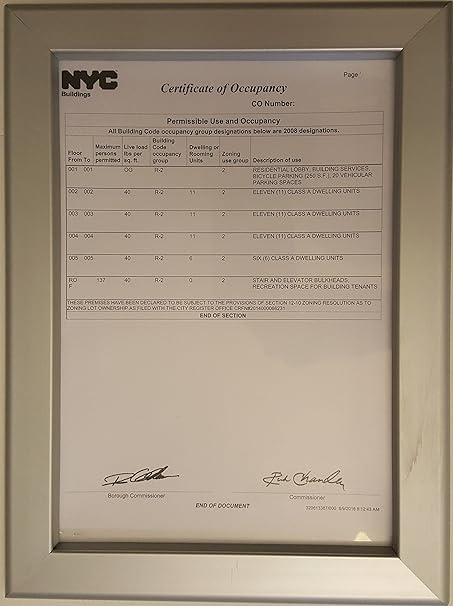 NYC
Buildings
Page
Certificate of Occupancy
CO Number:
Permissible Use and Occupancy
All Building Code occupancy group designations below are 2008 designations.
Floor From To | Maximum persons permitted | Live load lbs per sq. ft. | Building Code occupancy group | Dwelling or Rooming Units | Zoning use group | Description of use
001 001 OG R-2 2 RESIDENTIAL LOBBY, BUILDING SERVICES,
BICYCLE PARKING (250 S.F.), 20 VEHICULAR
PARKING SPACES
002 002 40 R-2 11 2 ELEVEN (11) CLASS A DWELLING UNITS
003 003 40 R-2 11 2 ELEVEN (11) CLASS A DWELLING UNITS
004 004 40 R-2 11 2 ELEVEN (11) CLASS A DWELLING UNITS
005 005 40 R-2 6 2 SIX (6) CLASS A DWELLING UNITS
RO 137 40 R-2 0 2 STAIR AND ELEVATOR BULKHEADS;
F RECREATION SPACE FOR BUILDING TENANTS
THESE PREMISES HAVE BEEN DECLARED TO BE SUBJECT TO THE PROVISIONS OF SECTION 12-10 ZONING RESOLUTION AS TO
ZONING LOT OWNERSHIP AS FILED WITH THE CITY REGISTER OFFICE CRFN#2014000086231
END OF SECTION
Rick Chandler
Borough Commissioner
Commissioner
END OF DOCUMENT
8:12:43 AM